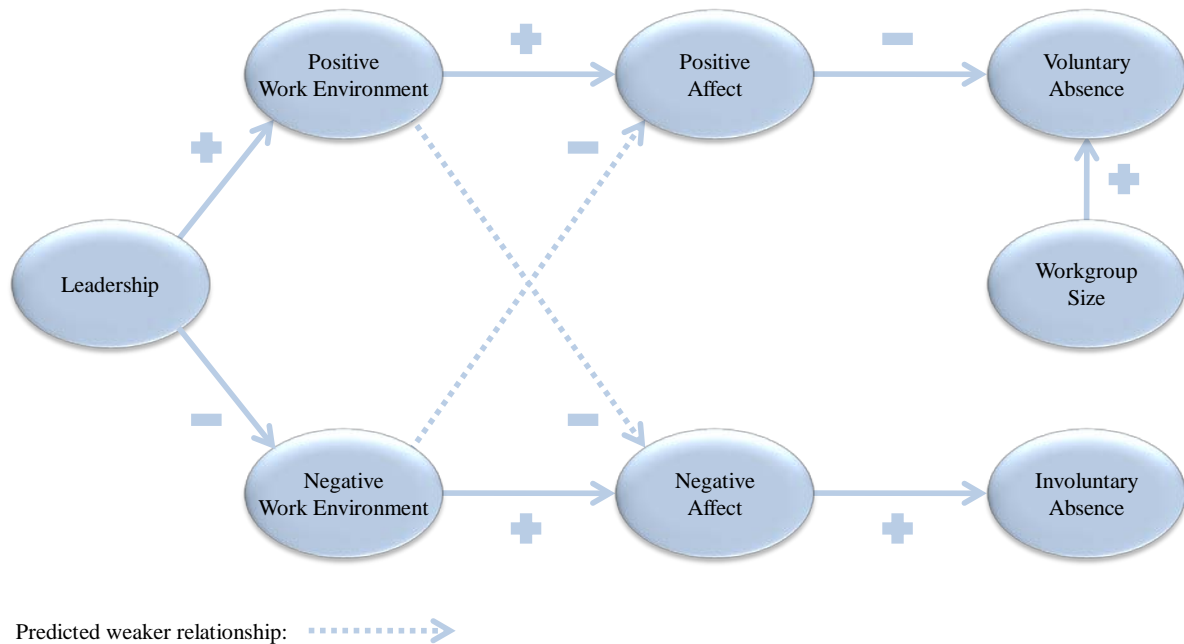 Positive
Work Environment
Positive
Affect
Voluntary
Absence
Leadership
Workgroup
Size
Negative
Work Environment
Negative
Affect
Involuntary
Absence
Predicted weaker relationship: